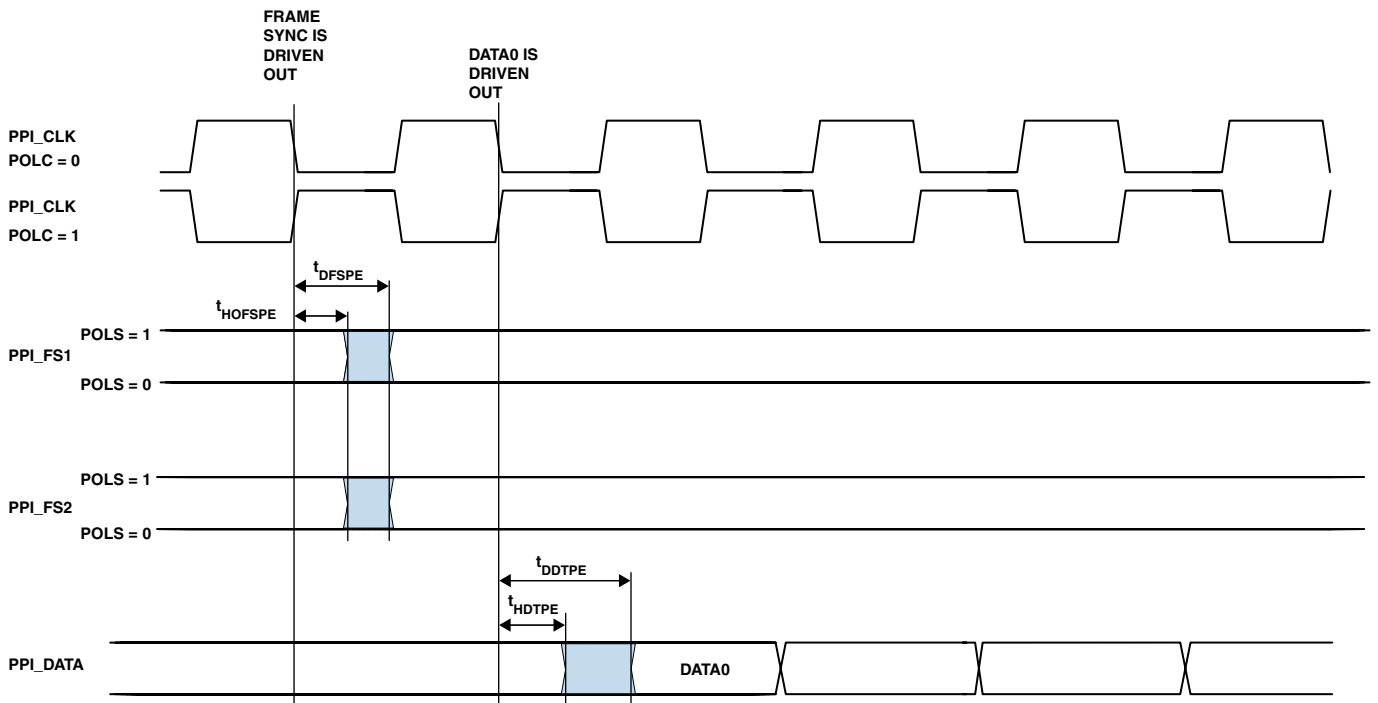 FRAME
SYNC IS
DRIVEN
OUT
DATA0 IS
DRIVEN
OUT
PPI_CLK
POLC = 0
PPI_CLK
POLC = 1
tDFSPE
tHOFSPE
POLS = 1
PPI_FS1
POLS = 0
POLS = 1
PPI_FS2
POLS = 0
tDDTPE
tHDTPE
PPI_DATA
DATA0